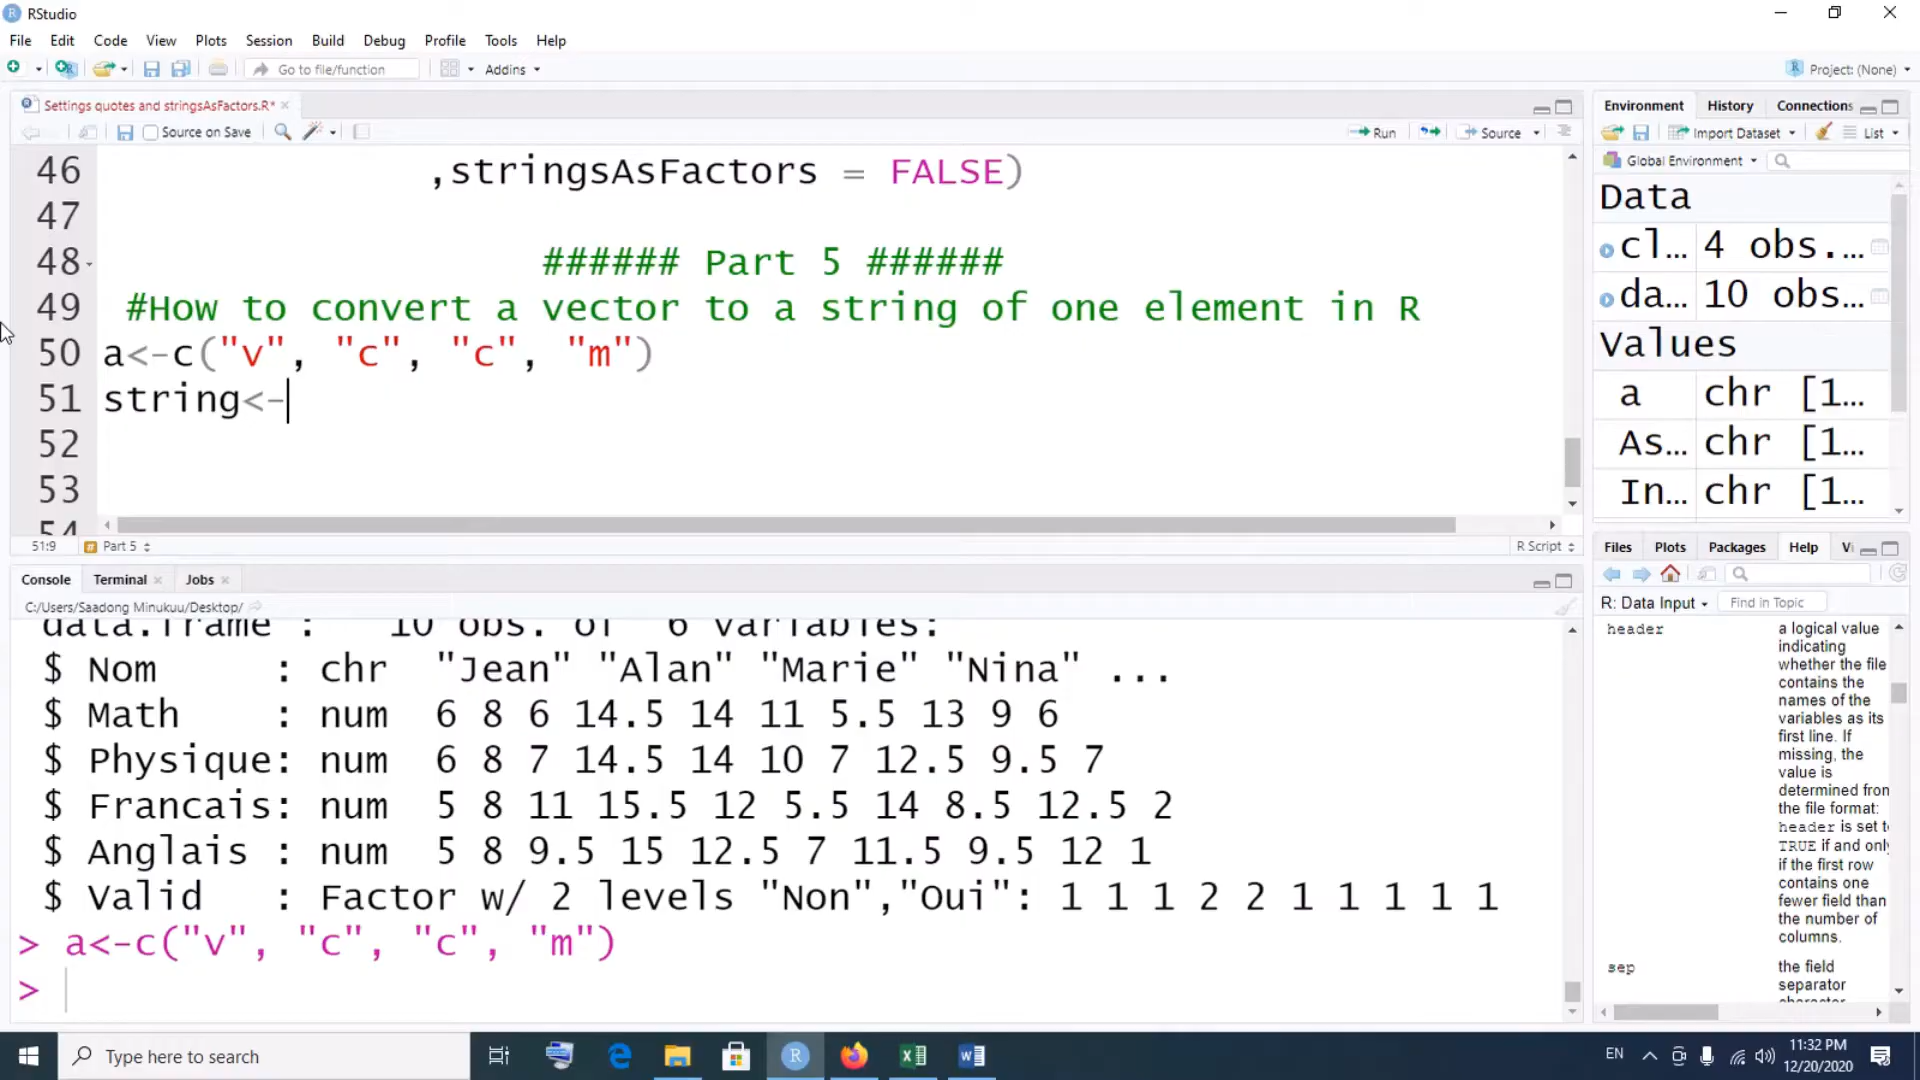 RStudio
File Edit Code View Plots Session Build Debug Profile Tools Help
Go to file/function Addins Project: (None)
Settings quotes and stringsAsFactors.R*
Source on Save Run Source
46 ,stringsAsFactors = FALSE)
47
48 ###### Part 5 ######
49 #How to convert a vector to a string of one element in R
50 a<-c("v", "c", "c", "m")
51 string<-
52
53
54
51:9 Part 5 R Script
Console Terminal Jobs
C:/Users/Saadong Minukuu/Desktop/
data.frame : 10 obs. of 6 variables:
$ Nom : chr "Jean" "Alan" "Marie" "Nina" ...
$ Math : num 6 8 6 14.5 14 11 5.5 13 9 6
$ Physique: num 6 8 7 14.5 14 10 7 12.5 9.5 7
$ Francais: num 5 8 11 15.5 12 5.5 14 8.5 12.5 2
$ Anglais : num 5 8 9.5 15 12.5 7 11.5 9.5 12 1
$ Valid : Factor w/ 2 levels "Non","Oui": 1 1 1 2 2 1 1 1 1 1
> a<-c("v", "c", "c", "m")
>
Environment History Connections
Import Dataset List
Global Environment
Data
cl... 4 obs....
da... 10 obs...
Values
a chr [1...
As... chr [1...
In... chr [1...
Files Plots Packages Help Vi
R: Data Input Find in Topic
header a logical value
indicating
whether the file
contains the
names of the
variables as its
first line. If
missing, the
value is
determined from
the file format:
header is set to
TRUE if and only
if the first row
contains one
fewer field than
the number of
columns.
sep the field
separator
Type here to search
EN 11:32 PM
12/20/2020